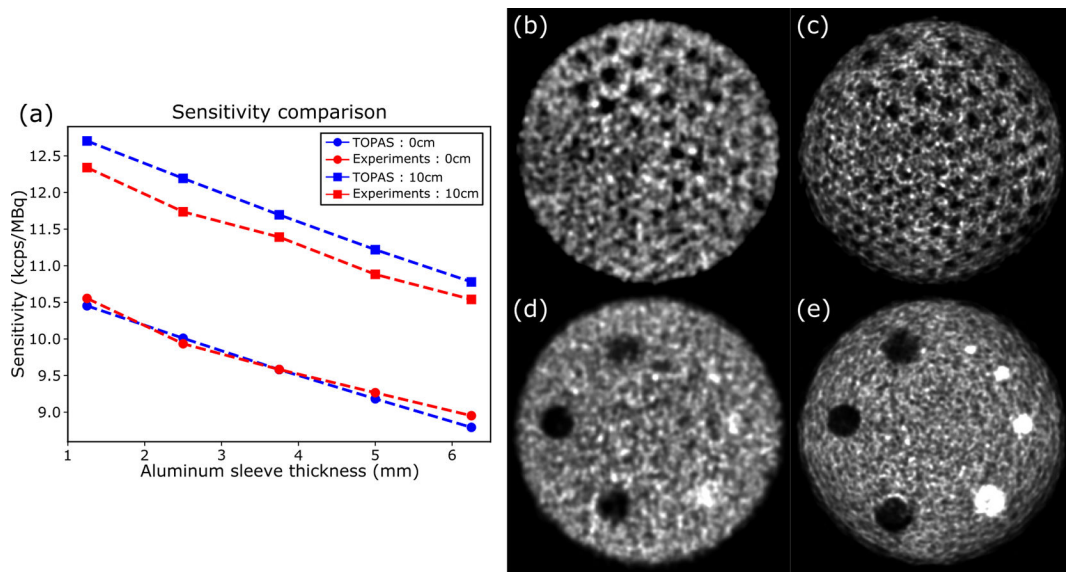 (a)
Sensitivity comparison
TOPAS : 0cm
Experiments : 0cm
TOPAS : 10cm
Experiments : 10cm
12.5
12.0
11.5
11.0
10.5
10.0
9.5
9.0
Sensitivity (kcps/MBq)
1 2 3 4 5 6
Aluminum sleeve thickness (mm)
(b)
(c)
(d)
(e)